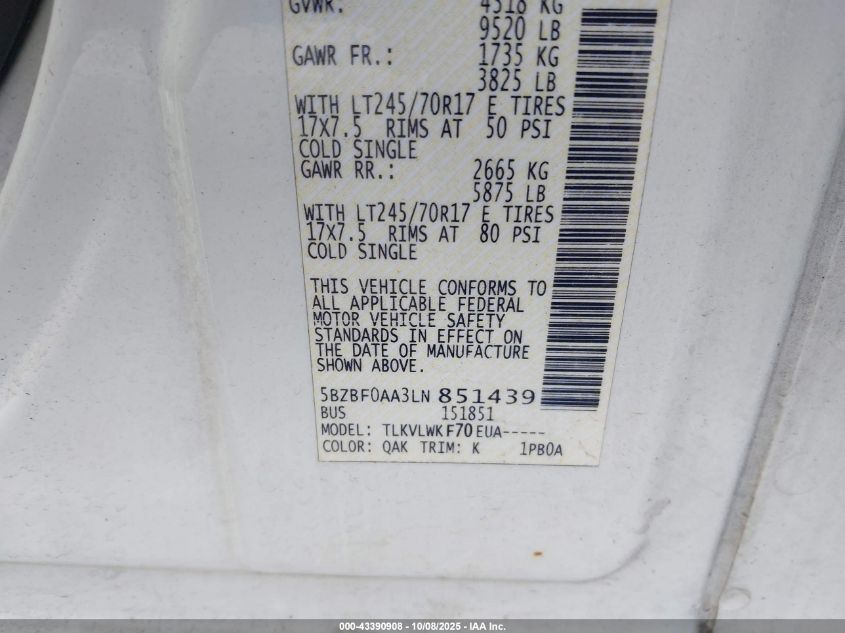 GVWR: 4318 KG
9520 LB
GAWR FR.: 1735 KG
3825 LB
WITH LT245/70R17 E TIRES
17X7.5 RIMS AT 50 PSI
COLD SINGLE
GAWR RR.: 2665 KG
5875 LB
WITH LT245/70R17 E TIRES
17X7.5 RIMS AT 80 PSI
COLD SINGLE
THIS VEHICLE CONFORMS TO
ALL APPLICABLE FEDERAL
MOTOR VEHICLE SAFETY
STANDARDS IN EFFECT ON
THE DATE OF MANUFACTURE
SHOWN ABOVE.
5BZBF0AA3LN 851439
BUS 151851
MODEL: TLKVLWKF70EUA-----
COLOR: QAK TRIM: K 1PB0A
000-43390908 - 10/08/2025 - IAA Inc.